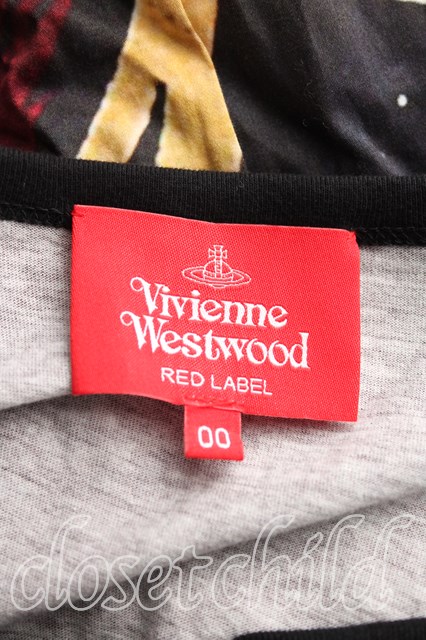 Vivienne
Westwood
RED LABEL
00
closetchild